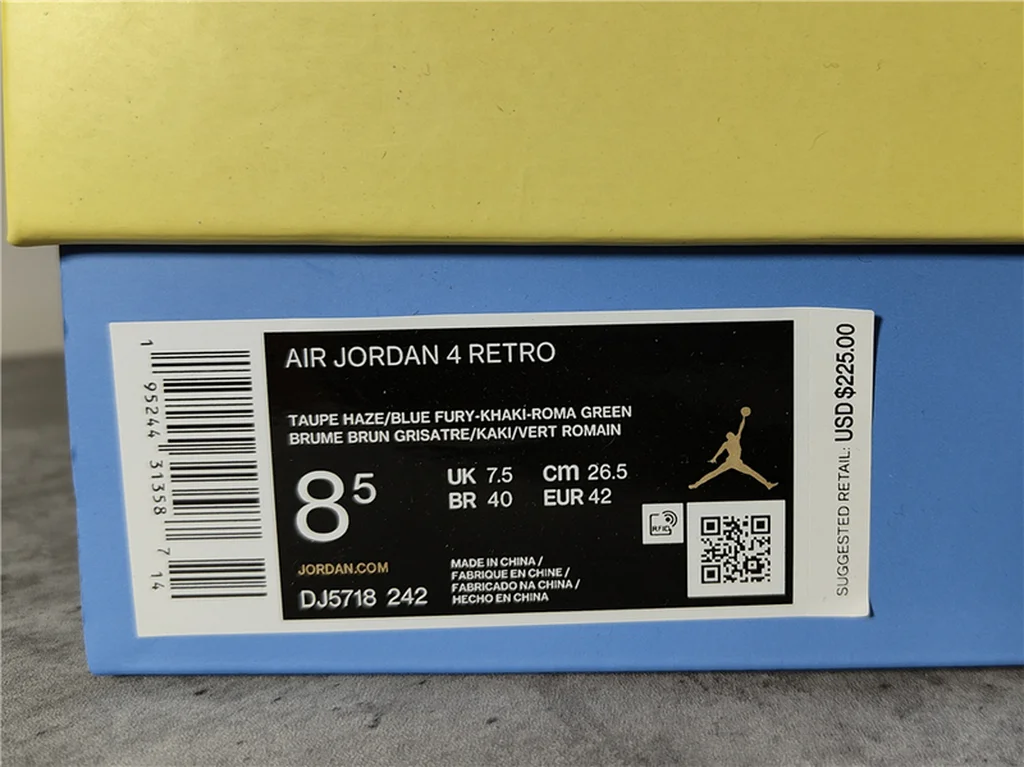 AIR JORDAN 4 RETRO
TAUPE HAZE/BLUE FURY-KHAKİ-ROMA GREEN
BRUME BRUN GRISATRE/KAKI/VERT ROMAIN
8 5
UK 7.5 cm 26.5
BR 40 EUR 42
JORDAN.COM
DJ5718 242
MADE IN CHINA /
FABRIQUE EN CHINE /
FABRICADO NA CHINA /
HECHO EN CHINA
1 95244 31358 7 14
SUGGESTED RETAIL: USD $225.00